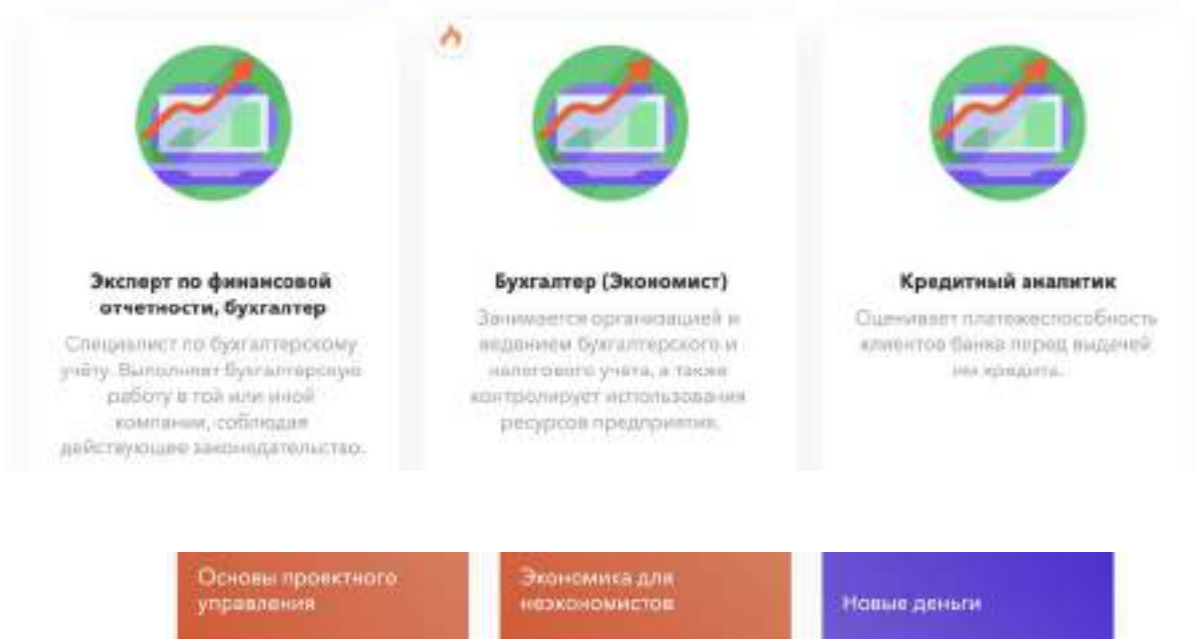 Эксперт по финансовой
отчетности, бухгалтер
Специалист по бухгалтерскому
учёту. Выполняет бухгалтерскую
работу в той или иной
компании, соблюдая
действующее законодательство.
Бухгалтер (Экономист)
Занимается организацией и
ведением бухгалтерского и
налогового учета, а также
контролирует использования
ресурсов предприятия.
Кредитный аналитик
Оценивает платежеспособность
клиентов банка перед выдачей
им кредита.
Основы проектного
управления
Экономика для
неэкономистов
Новые деньги